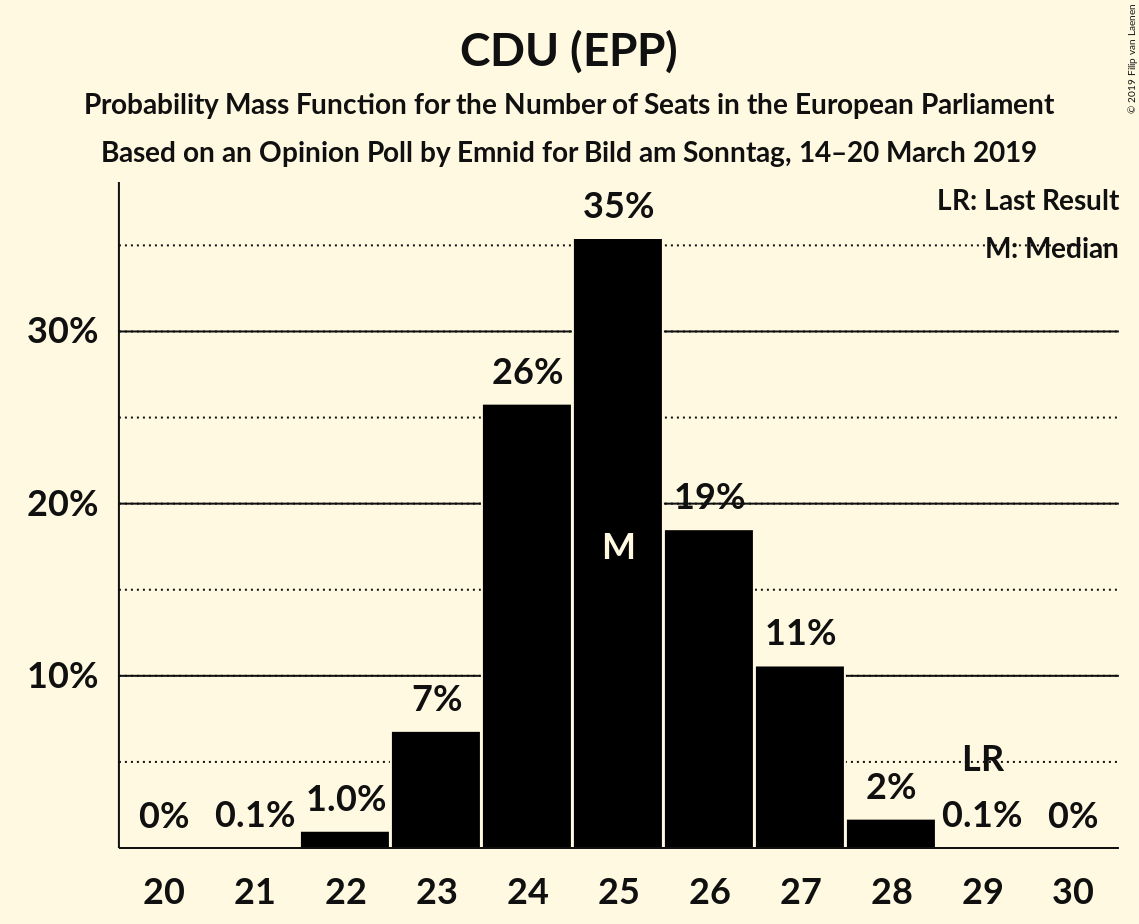 CDU (EPP)
Probability Mass Function for the Number of Seats in the European Parliament
Based on an Opinion Poll by Emnid for Bild am Sonntag, 14–20 March 2019
© 2019 Filip van Laenen
LR: Last Result
M: Median
30%
20%
10%
0%
0.1%
1.0%
7%
26%
35%
M
19%
11%
2%
LR
0.1%
0%
20 21 22 23 24 25 26 27 28 29 30